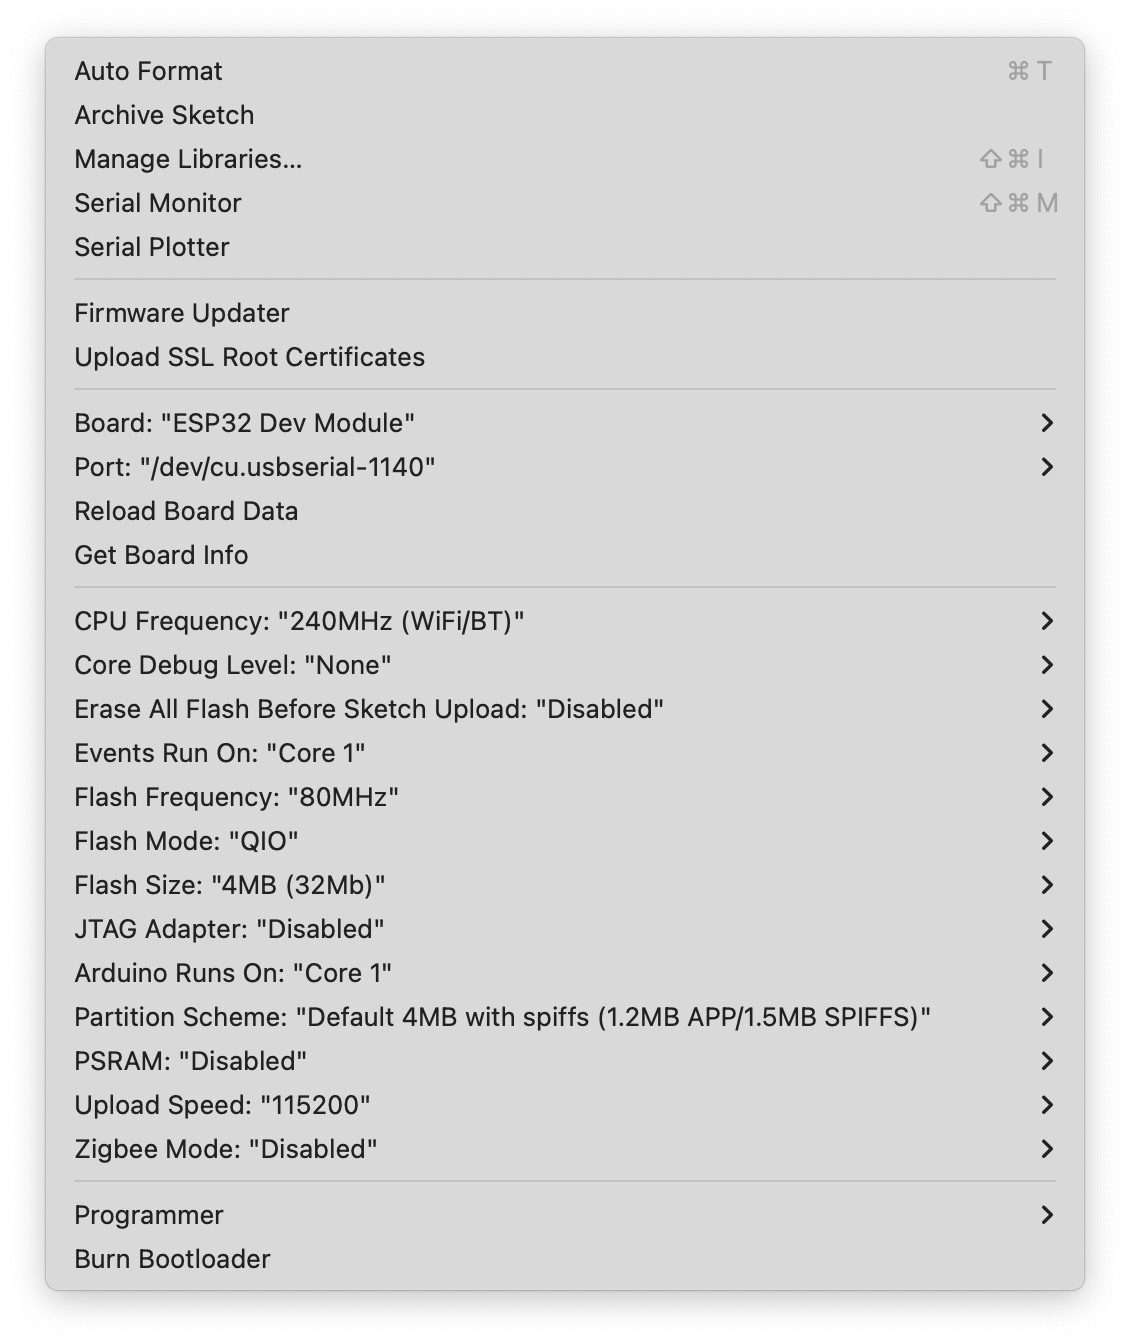 Auto Format ⌘ T
Archive Sketch
Manage Libraries... ⇧ ⌘ I
Serial Monitor ⇧ ⌘ M
Serial Plotter
Firmware Updater
Upload SSL Root Certificates
Board: "ESP32 Dev Module"
Port: "/dev/cu.usbserial-1140"
Reload Board Data
Get Board Info
CPU Frequency: "240MHz (WiFi/BT)"
Core Debug Level: "None"
Erase All Flash Before Sketch Upload: "Disabled"
Events Run On: "Core 1"
Flash Frequency: "80MHz"
Flash Mode: "QIO"
Flash Size: "4MB (32Mb)"
JTAG Adapter: "Disabled"
Arduino Runs On: "Core 1"
Partition Scheme: "Default 4MB with spiffs (1.2MB APP/1.5MB SPIFFS)"
PSRAM: "Disabled"
Upload Speed: "115200"
Zigbee Mode: "Disabled"
Programmer
Burn Bootloader